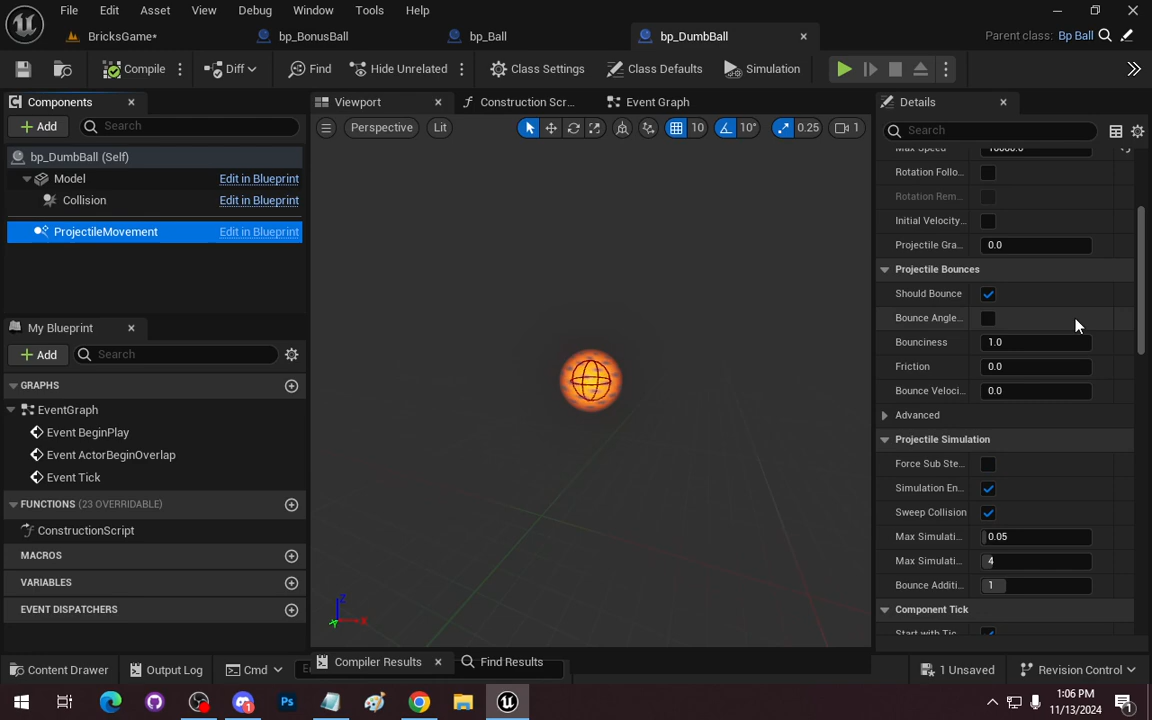 File Edit Asset View Debug Window Tools Help
BricksGame* bp_BonusBall bp_Ball bp_DumbBall Parent class: Bp Ball
Compile Diff Find Hide Unrelated Class Settings Class Defaults Simulation
Components Viewport Construction Scr... Event Graph Details
Add Search Perspective Lit 10 10° 0.25 1 Search
bp_DumbBall (Self)
Model Edit in Blueprint
Collision Edit in Blueprint
ProjectileMovement Edit in Blueprint
My Blueprint
Add Search
GRAPHS
EventGraph
Event BeginPlay
Event ActorBeginOverlap
Event Tick
FUNCTIONS (23 OVERRIDABLE)
ConstructionScript
MACROS
VARIABLES
EVENT DISPATCHERS
Z
X
Max Speed 10000.0
Rotation Follo...
Rotation Rem...
Initial Velocity...
Projectile Gra... 0.0
Projectile Bounces
Should Bounce
Bounce Angle...
Bounciness 1.0
Friction 0.0
Bounce Veloci... 0.0
Advanced
Projectile Simulation
Force Sub Ste...
Simulation En...
Sweep Collision
Max Simulati... 0.05
Max Simulati... 4
Bounce Additi... 1
Component Tick
Start with Tic...
Compiler Results Find Results
Content Drawer Output Log Cmd 1 Unsaved Revision Control
Ps
1:06 PM
11/13/2024
1